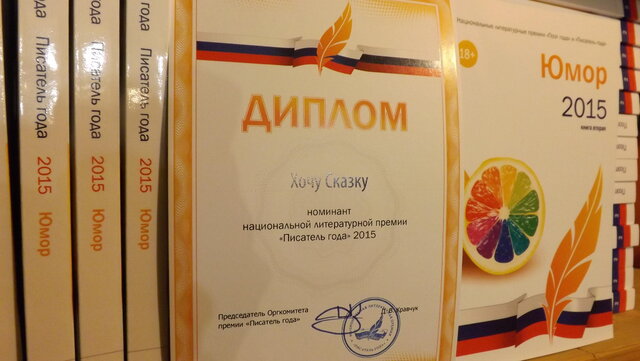 Писатель года 2015 Юмор
Писатель года 2015 Юмор
Писатель года 2015 Юмор
ДИПЛОМ
Хочу Сказку
номинант
национальной литературной премии
«Писатель года» 2015
Председатель Оргкомитета
премии «Писатель года»
Д.В. Кравчук
Национальные литературные премии «Поэт года» и «Писатель года»
18+
Юмор
2015
книга вторая